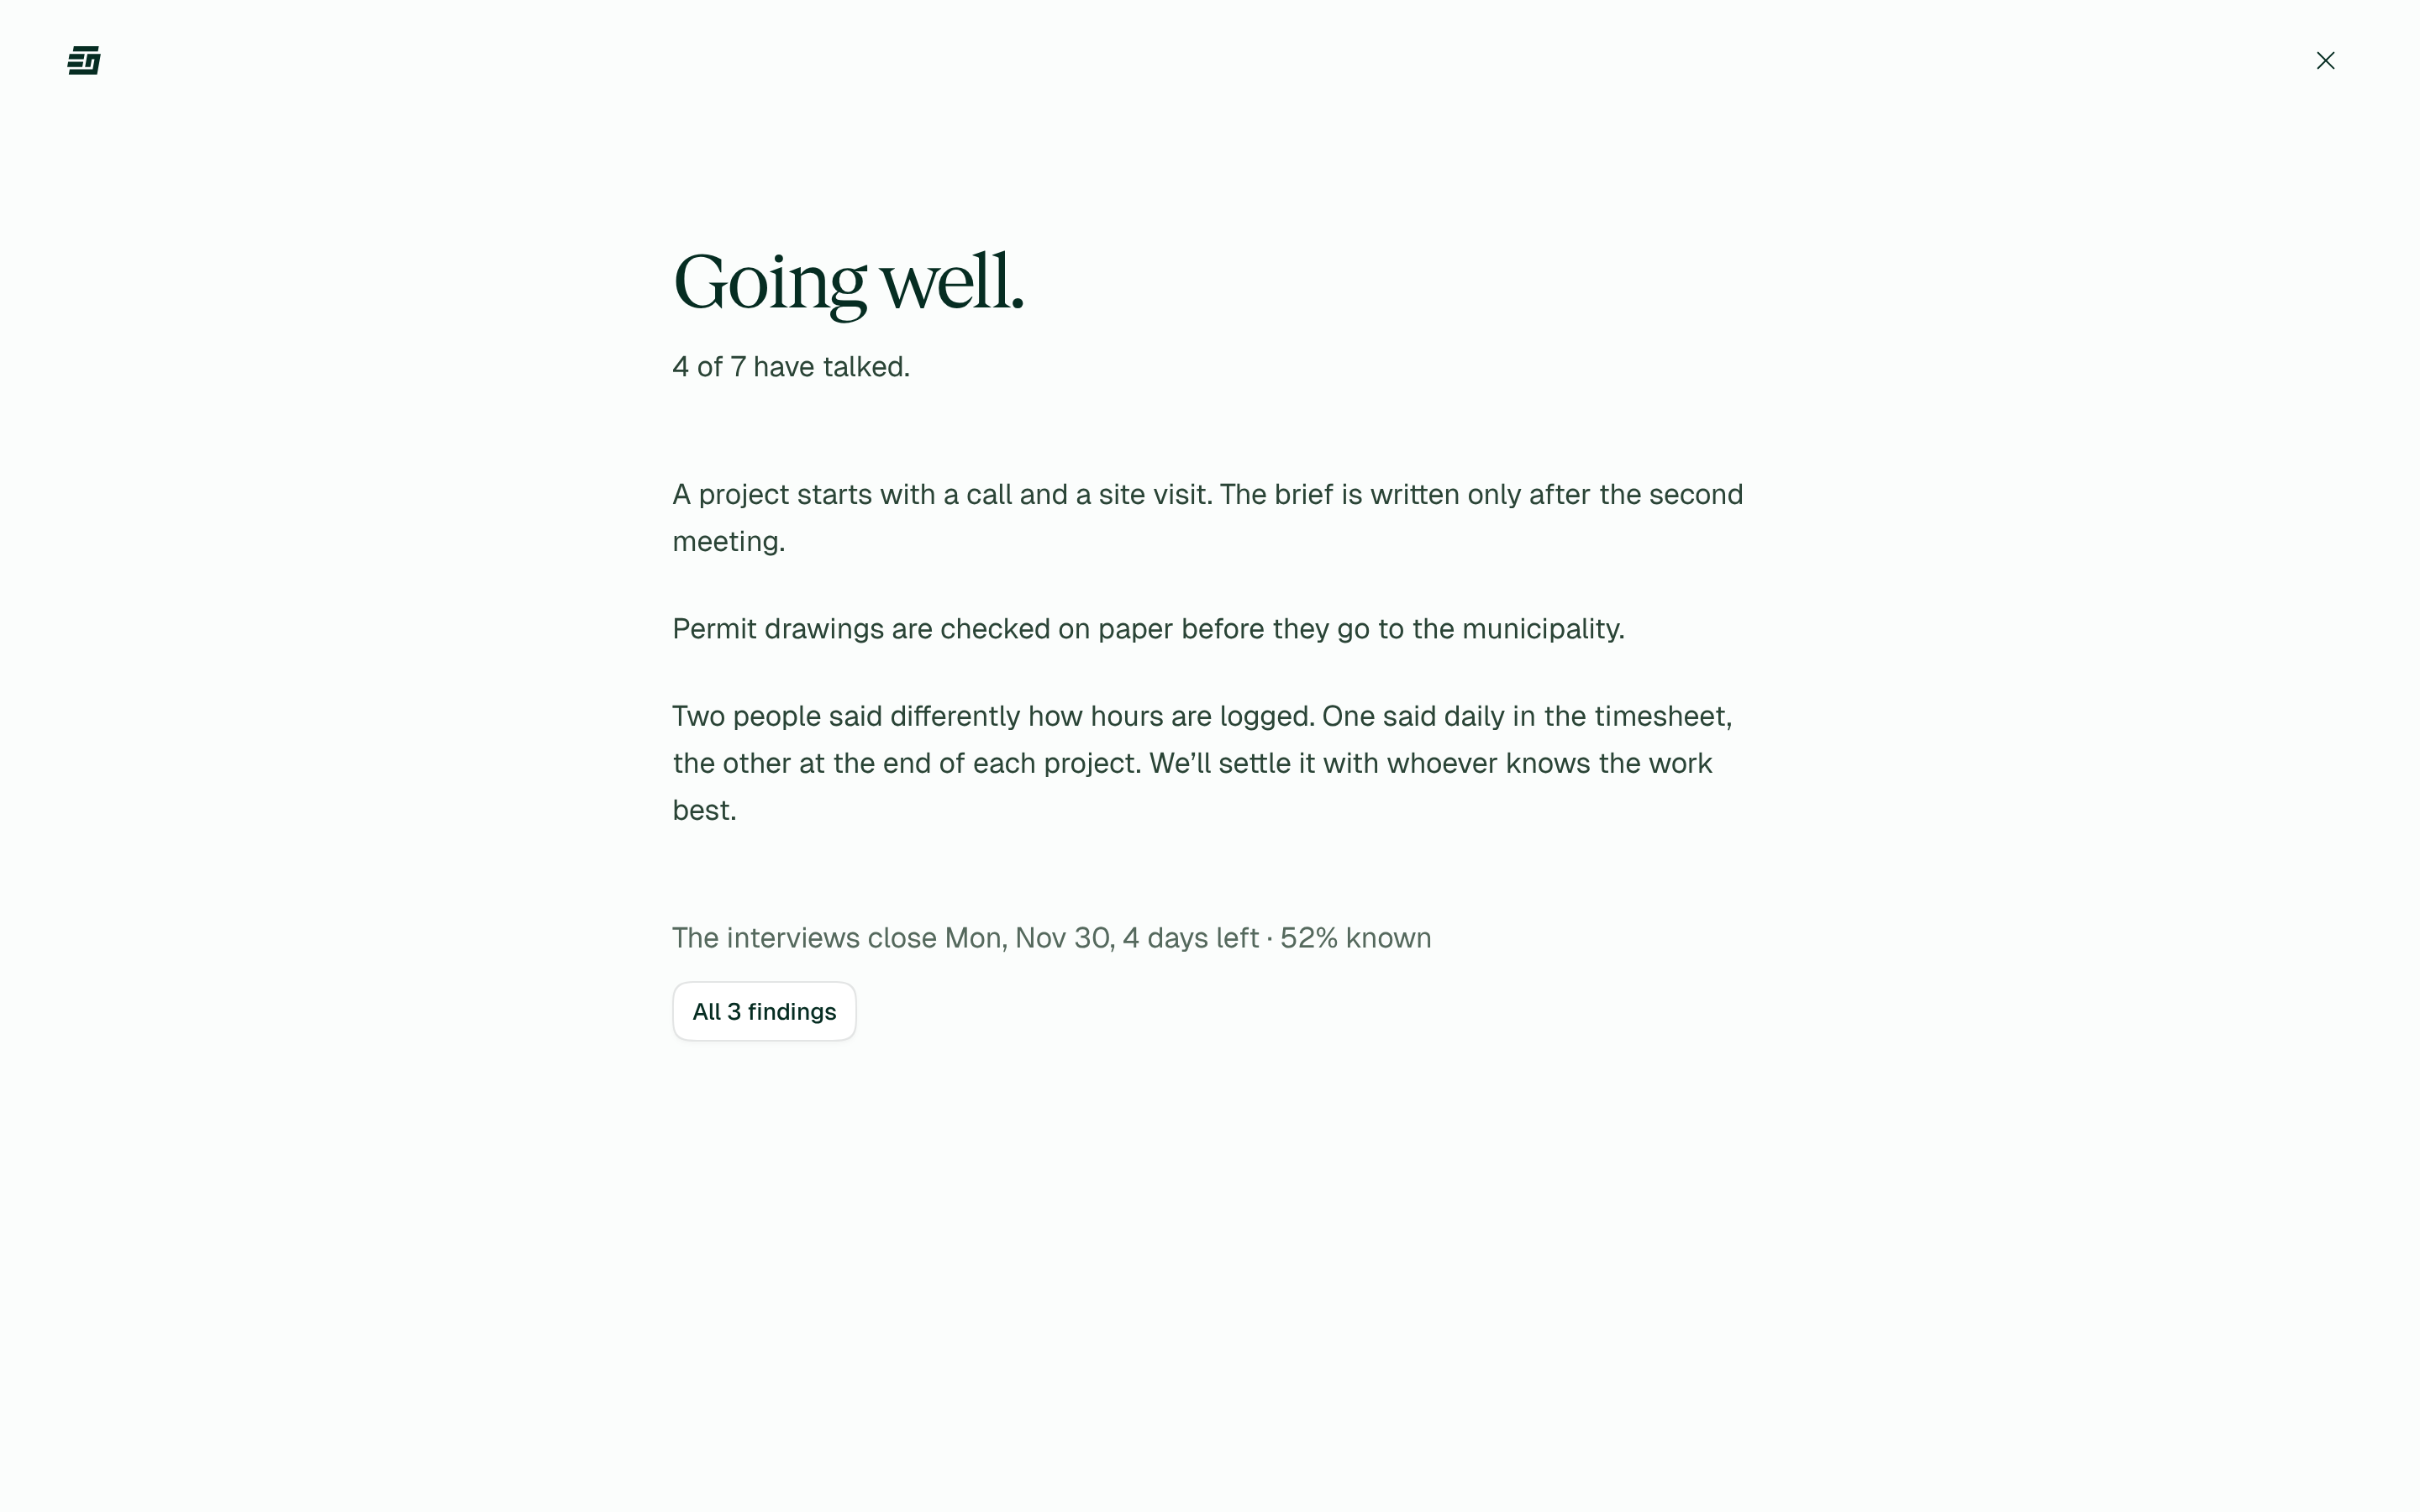 Going well.
4 of 7 have talked.
A project starts with a call and a site visit. The brief is written only after the second
meeting.
Permit drawings are checked on paper before they go to the municipality.
Two people said differently how hours are logged. One said daily in the timesheet,
the other at the end of each project. We’ll settle it with whoever knows the work
best.
The interviews close Mon, Nov 30, 4 days left · 52% known
All 3 findings